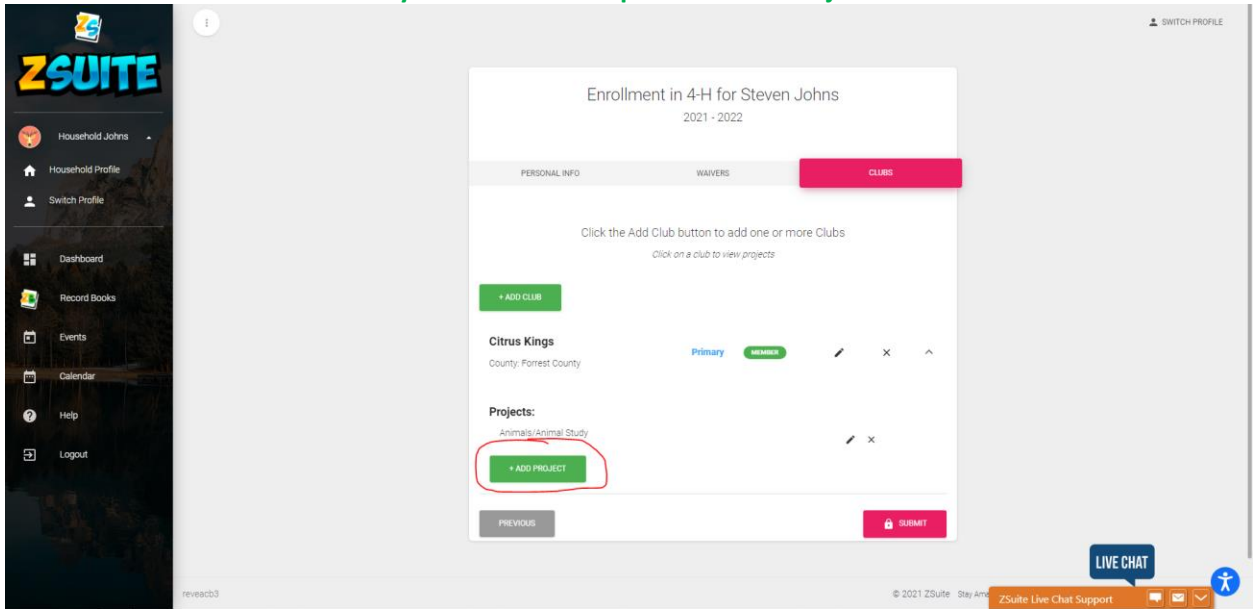 ZSUITE
SWITCH PROFILE
Household Johns
Household Profile
Switch Profile
Dashboard
Record Books
Events
Calendar
Help
Logout
Enrollment in 4-H for Steven Johns
2021 - 2022
PERSONAL INFO WAIVERS CLUBS
Click the Add Club button to add one or more Clubs
Click on a club to view projects
+ ADD CLUB
Citrus Kings
Primary MEMBER
County: Forrest County
Projects:
Animals/Animal Study
+ ADD PROJECT
PREVIOUS SUBMIT
LIVE CHAT
reveacb3
© 2021 ZSuite Stay
ZSuite Live Chat Support